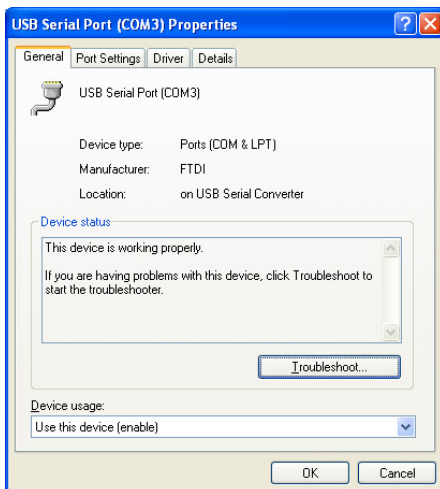 USB Serial Port (COM3) Properties
General Port Settings Driver Details
USB Serial Port (COM3)
Device type: Ports (COM & LPT)
Manufacturer: FTDI
Location: on USB Serial Converter
Device status
This device is working properly.
If you are having problems with this device, click Troubleshoot to
start the troubleshooter.
Troubleshoot...
Device usage:
Use this device (enable)
OK Cancel